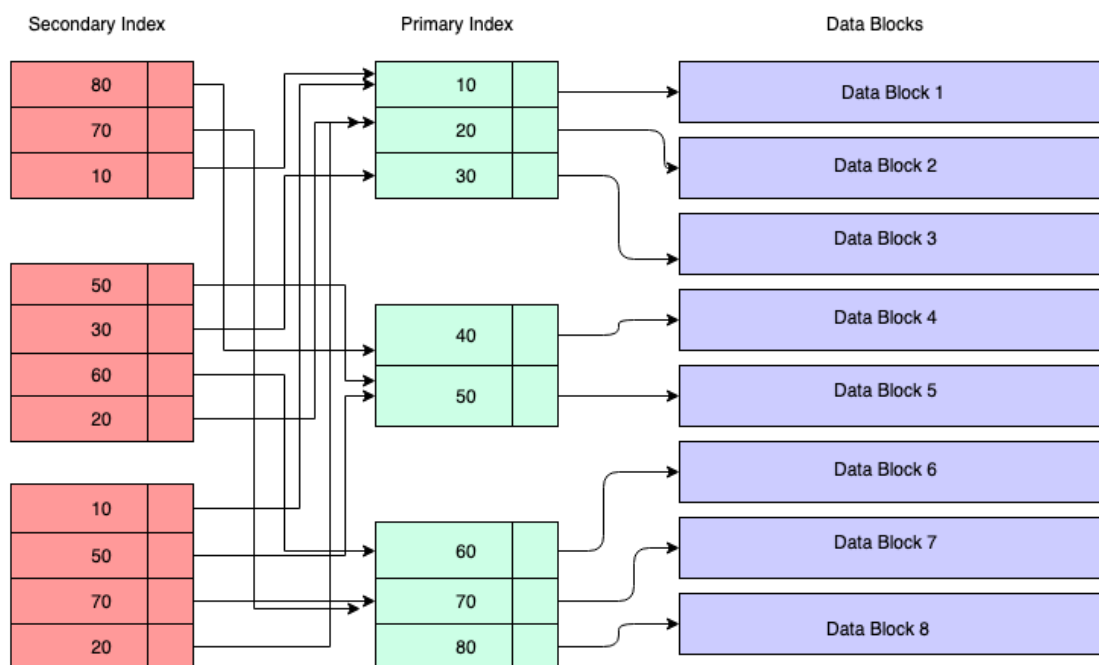 Secondary Index
Primary Index
Data Blocks
80
70
10
50
30
60
20
10
50
70
20
10
20
30
40
50
60
70
80
Data Block 1
Data Block 2
Data Block 3
Data Block 4
Data Block 5
Data Block 6
Data Block 7
Data Block 8